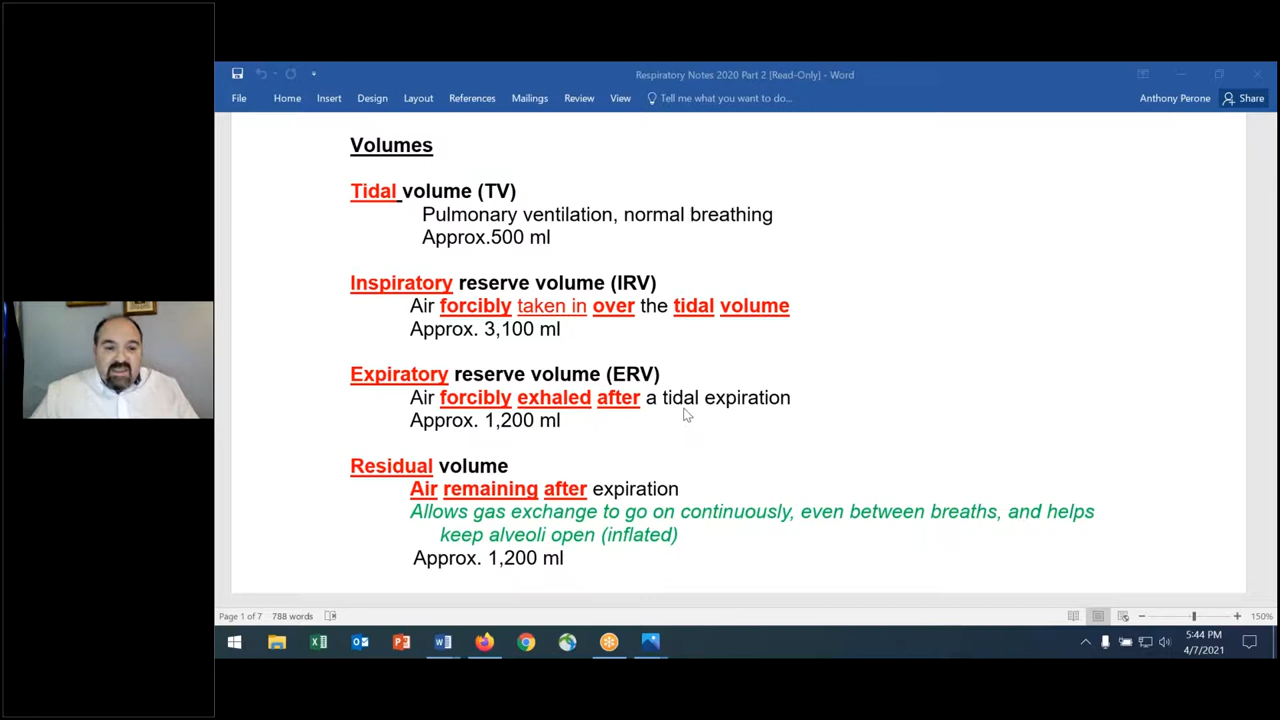 Respiratory Notes 2020 Part 2 [Read-Only] - Word
File Home Insert Design Layout References Mailings Review View Tell me what you want to do... Anthony Perone Share
Volumes
Tidal volume (TV)
Pulmonary ventilation, normal breathing
Approx.500 ml
Inspiratory reserve volume (IRV)
Air forcibly taken in over the tidal volume
Approx. 3,100 ml
Expiratory reserve volume (ERV)
Air forcibly exhaled after a tidal expiration
Approx. 1,200 ml
Residual volume
Air remaining after expiration
Allows gas exchange to go on continuously, even between breaths, and helps
keep alveoli open (inflated)
Approx. 1,200 ml
Page 1 of 7 788 words 150%
5:44 PM
4/7/2021